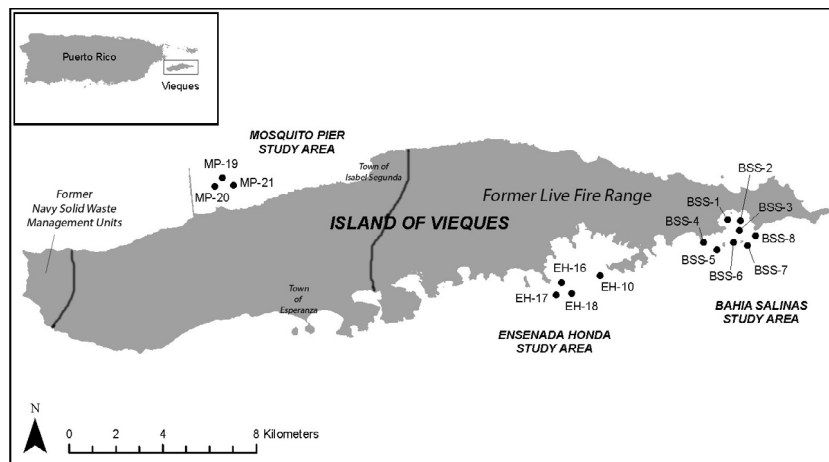 Puerto Rico
Vieques
MOSQUITO PIER
STUDY AREA
MP-19
MP-21
MP-20
Town of
Isabel Segunda
Former
Navy Solid Waste
Management Units
Former Live Fire Range
ISLAND OF VIEQUES
BSS-2
BSS-1
BSS-3
BSS-4
BSS-8
BSS-5
BSS-7
BSS-6
EH-16
EH-10
EH-17
EH-18
Town
of
Esperanza
BAHIA SALINAS
STUDY AREA
ENSENADA HONDA
STUDY AREA
N
0 2 4 6 8 Kilometers